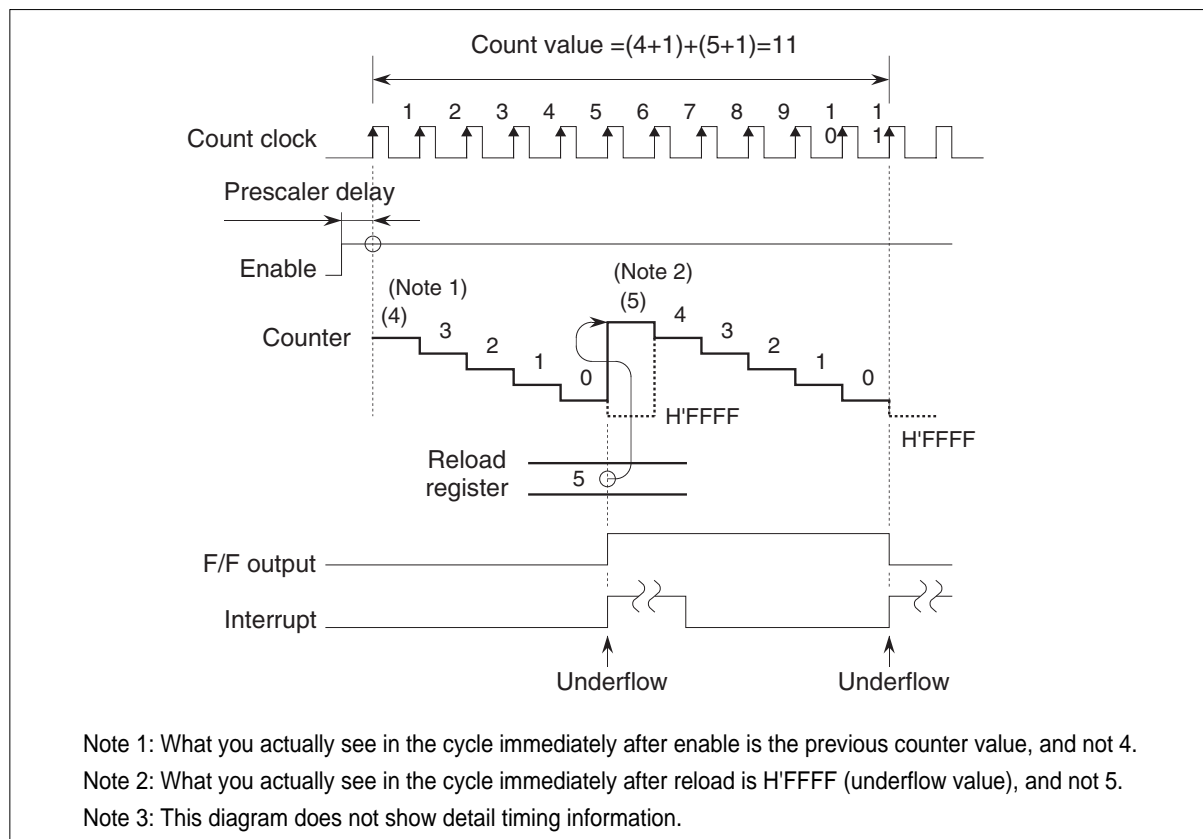 Count value =(4+1)+(5+1)=11
1 2 3 4 5 6 7 8 9 10 11
Count clock
Prescaler delay
Enable
(Note 1)
(Note 2)
(4)
(5)
Counter
3 2 1 0
4 3 2 1 0
H'FFFF
H'FFFF
Reload
register
5
F/F output
Interrupt
Underflow
Underflow
Note 1: What you actually see in the cycle immediately after enable is the previous counter value, and not 4.
Note 2: What you actually see in the cycle immediately after reload is H'FFFF (underflow value), and not 5.
Note 3: This diagram does not show detail timing information.